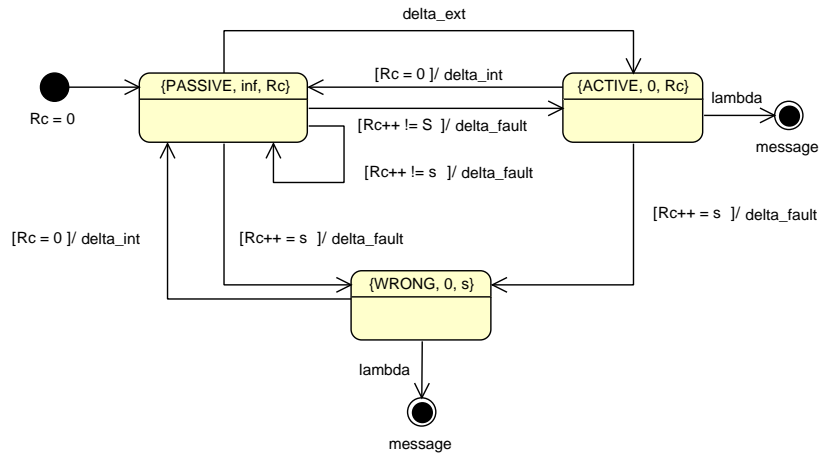 delta_ext
{PASSIVE, inf, Rc}
[Rc = 0 ]/ delta_int
{ACTIVE, 0, Rc}
lambda
Rc = 0
[Rc++ != S ]/ delta_fault
message
[Rc++ != s ]/ delta_fault
[Rc++ = s ]/ delta_fault
[Rc = 0 ]/ delta_int
[Rc++ = s ]/ delta_fault
{WRONG, 0, s}
lambda
message